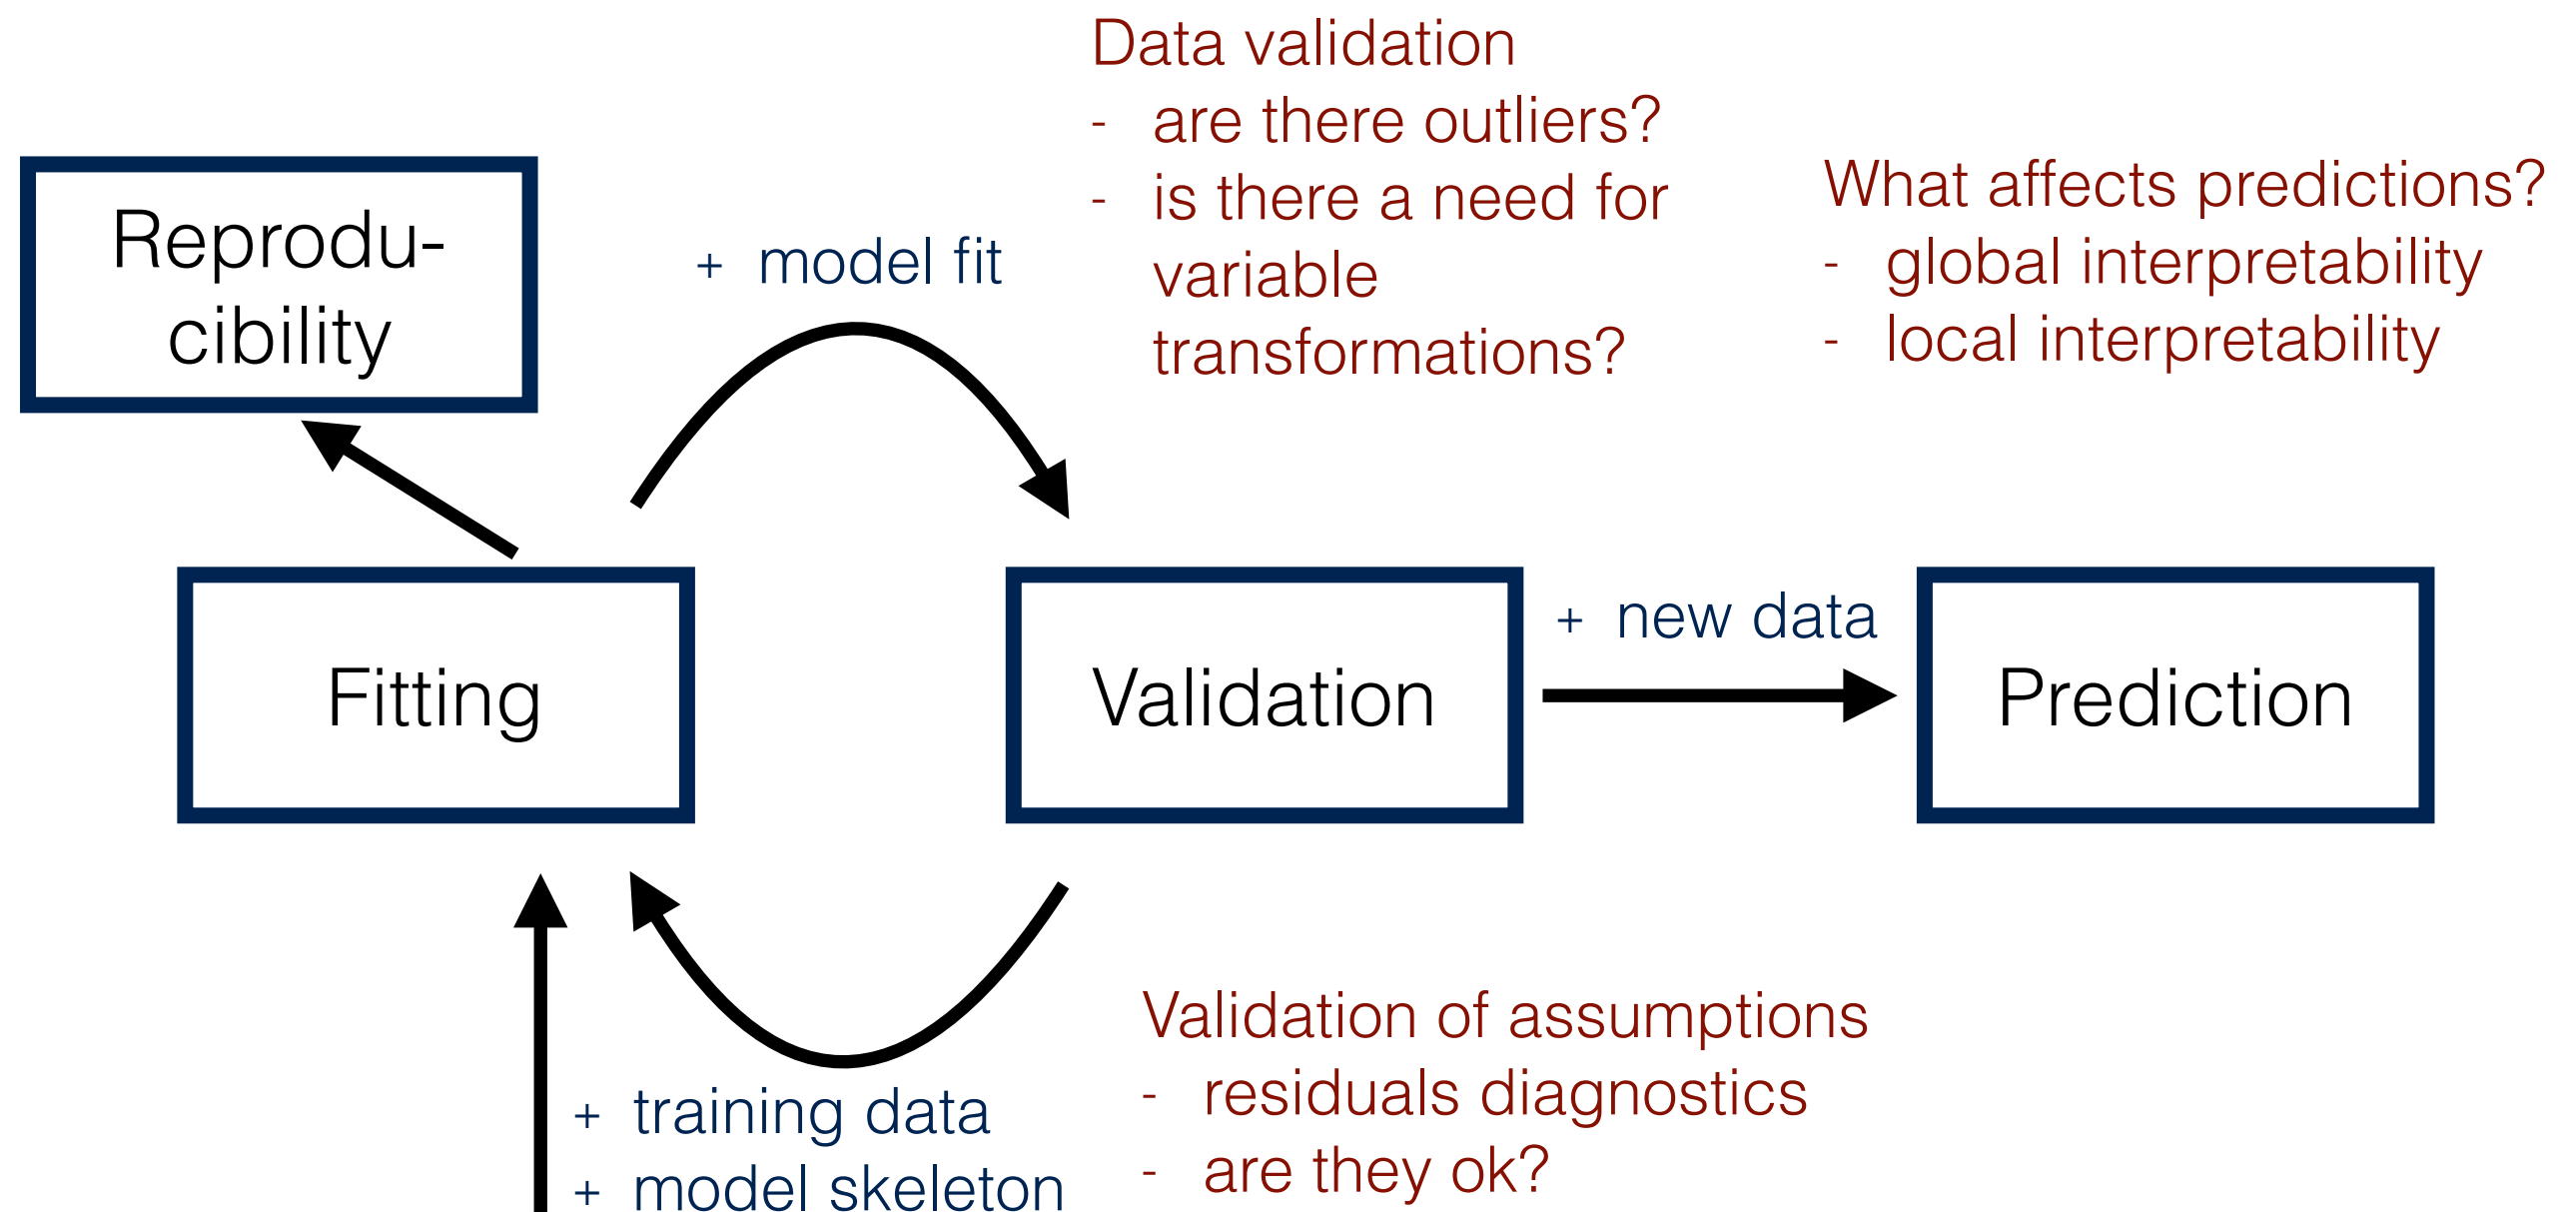 Data validation
- are there outliers?
- is there a need for
variable
transformations?
What affects predictions?
- global interpretability
- local interpretability
Reprodu-
cibility
+ model fit
Fitting
Validation
+ new data
Prediction
+ training data
+ model skeleton
Validation of assumptions
- residuals diagnostics
- are they ok?